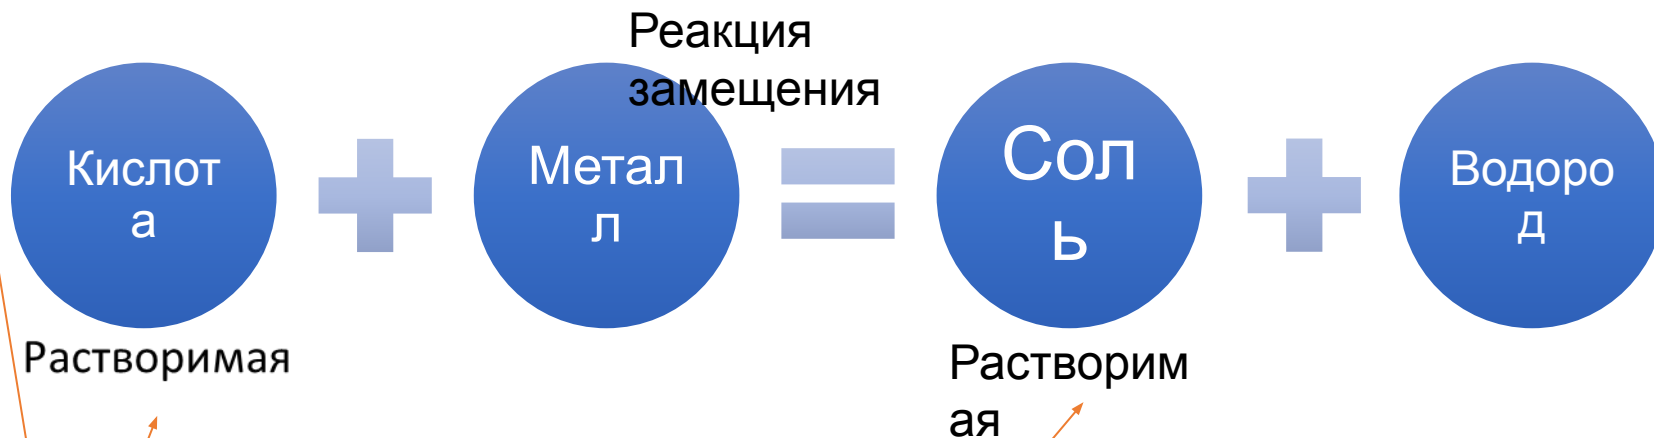 Реакция
замещения
Кислот
а
Метал
л
Сол
ь
Водоро
д
Растворимая
Растворим
ая